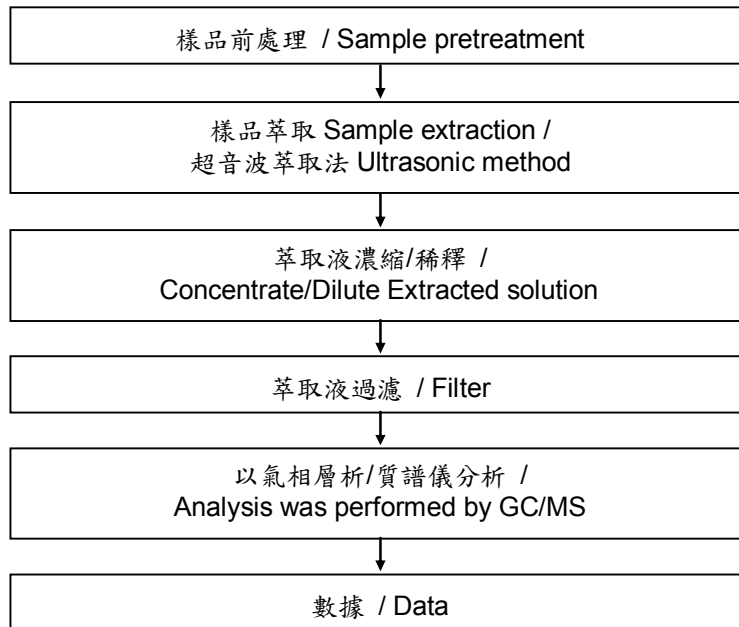 樣品前處理 / Sample pretreatment
樣品萃取 Sample extraction /
超音波萃取法 Ultrasonic method
萃取液濃縮/稀釋 /
Concentrate/Dilute Extracted solution
萃取液過濾 / Filter
以氣相層析/質譜儀分析 /
Analysis was performed by GC/MS
數據 / Data